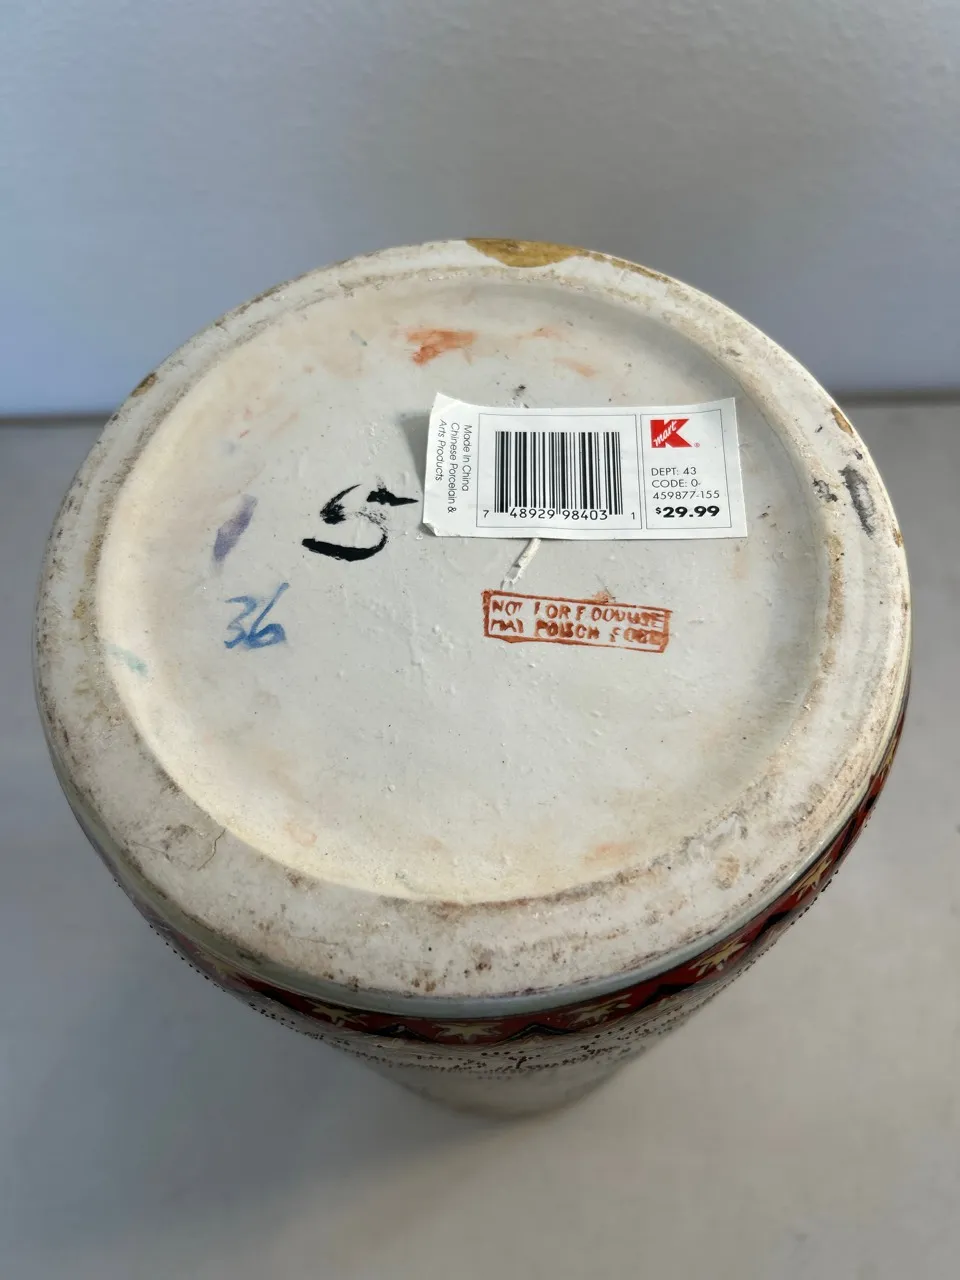 Made in China
Chinese Porcelain &
Arts Products
7 48929 98403 1
K mart ®
DEPT: 43
CODE: 0-
459877-155
$29.99
5
36
NOT FOR FOOD USE
MAY POISON FOOD